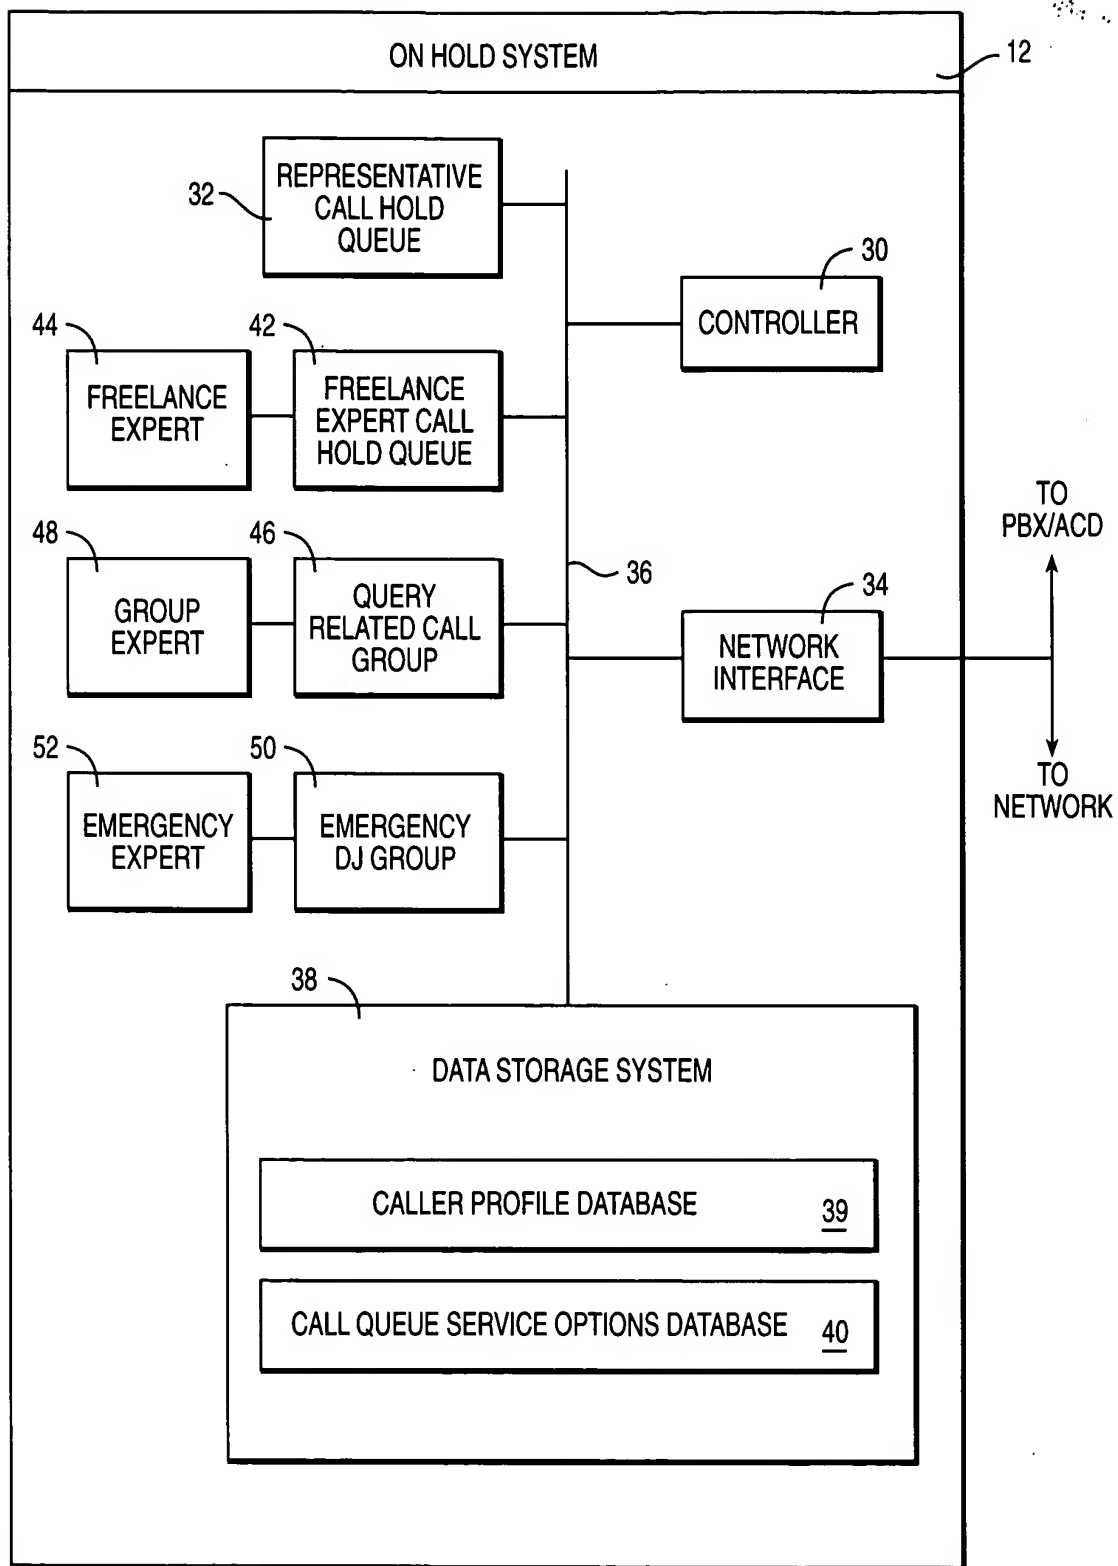 ON HOLD SYSTEM
12
REPRESENTATIVE
CALL HOLD
QUEUE
32
30
CONTROLLER
44
FREELANCE
EXPERT
42
FREELANCE
EXPERT CALL
HOLD QUEUE
48
GROUP
EXPERT
46
QUERY
RELATED CALL
GROUP
36
34
NETWORK
INTERFACE
TO
PBX/ACD
TO
NETWORK
52
EMERGENCY
EXPERT
50
EMERGENCY
DJ GROUP
38
DATA STORAGE SYSTEM
CALLER PROFILE DATABASE 39
CALL QUEUE SERVICE OPTIONS DATABASE 40